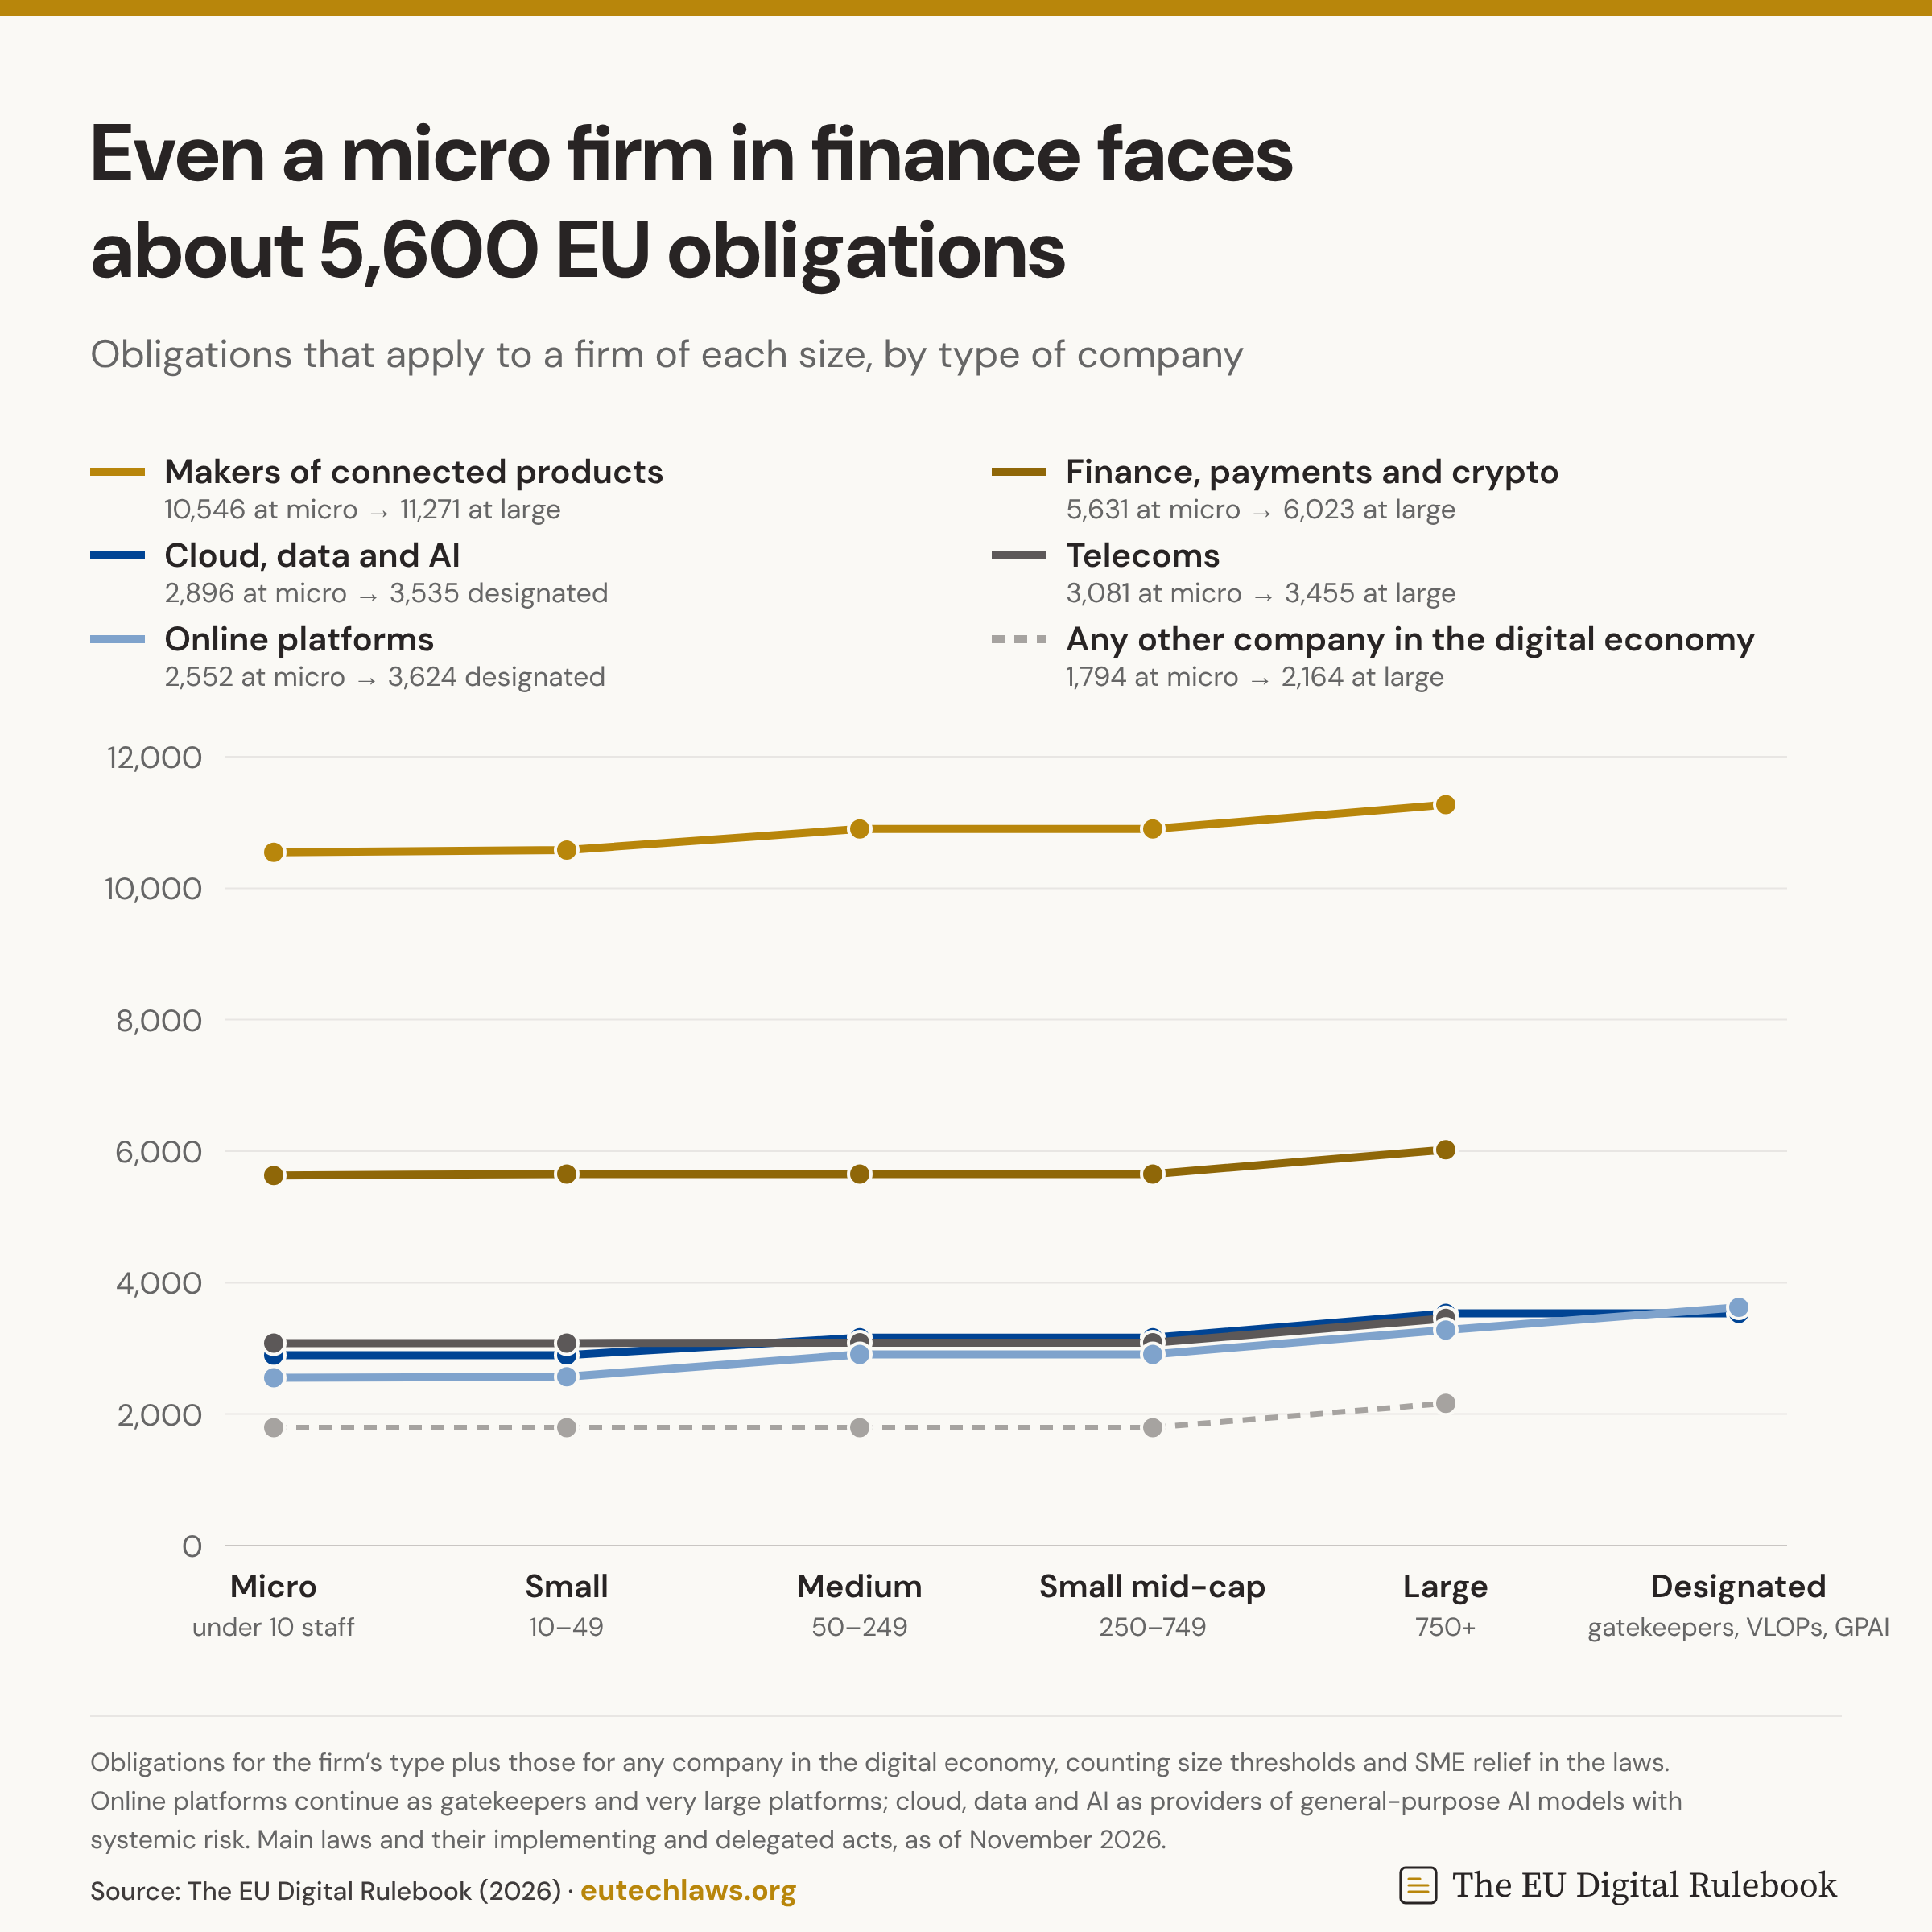 Even a micro firm in finance faces
about 5,600 EU obligations
Obligations that apply to a firm of each size, by type of company
Makers of connected products
10,546 at micro → 11,271 at large
Finance, payments and crypto
5,631 at micro → 6,023 at large
Cloud, data and AI
2,896 at micro → 3,535 designated
Telecoms
3,081 at micro → 3,455 at large
Online platforms
2,552 at micro → 3,624 designated
Any other company in the digital economy
1,794 at micro → 2,164 at large
12,000
10,000
8,000
6,000
4,000
2,000
0
Micro
under 10 staff
Small
10–49
Medium
50–249
Small mid-cap
250–749
Large
750+
Designated
gatekeepers, VLOPs, GPAI
Obligations for the firm’s type plus those for any company in the digital economy, counting size thresholds and SME relief in the laws.
Online platforms continue as gatekeepers and very large platforms; cloud, data and AI as providers of general-purpose AI models with
systemic risk. Main laws and their implementing and delegated acts, as of November 2026.
Source: The EU Digital Rulebook (2026) · eutechlaws.org
The EU Digital Rulebook